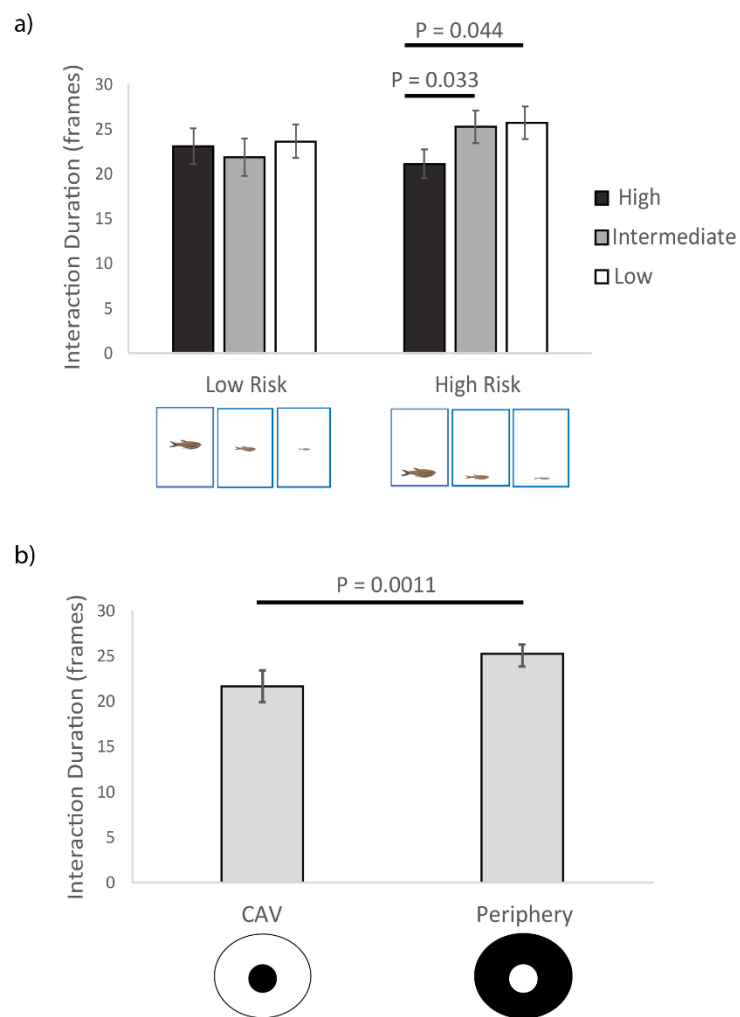 a)
P = 0.044
P = 0.033
Interaction Duration (frames)
30
25
20
15
10
5
0
High
Intermediate
Low
Low Risk
High Risk
b)
P = 0.0011
Interaction Duration (frames)
30
25
20
15
10
5
0
CAV
Periphery